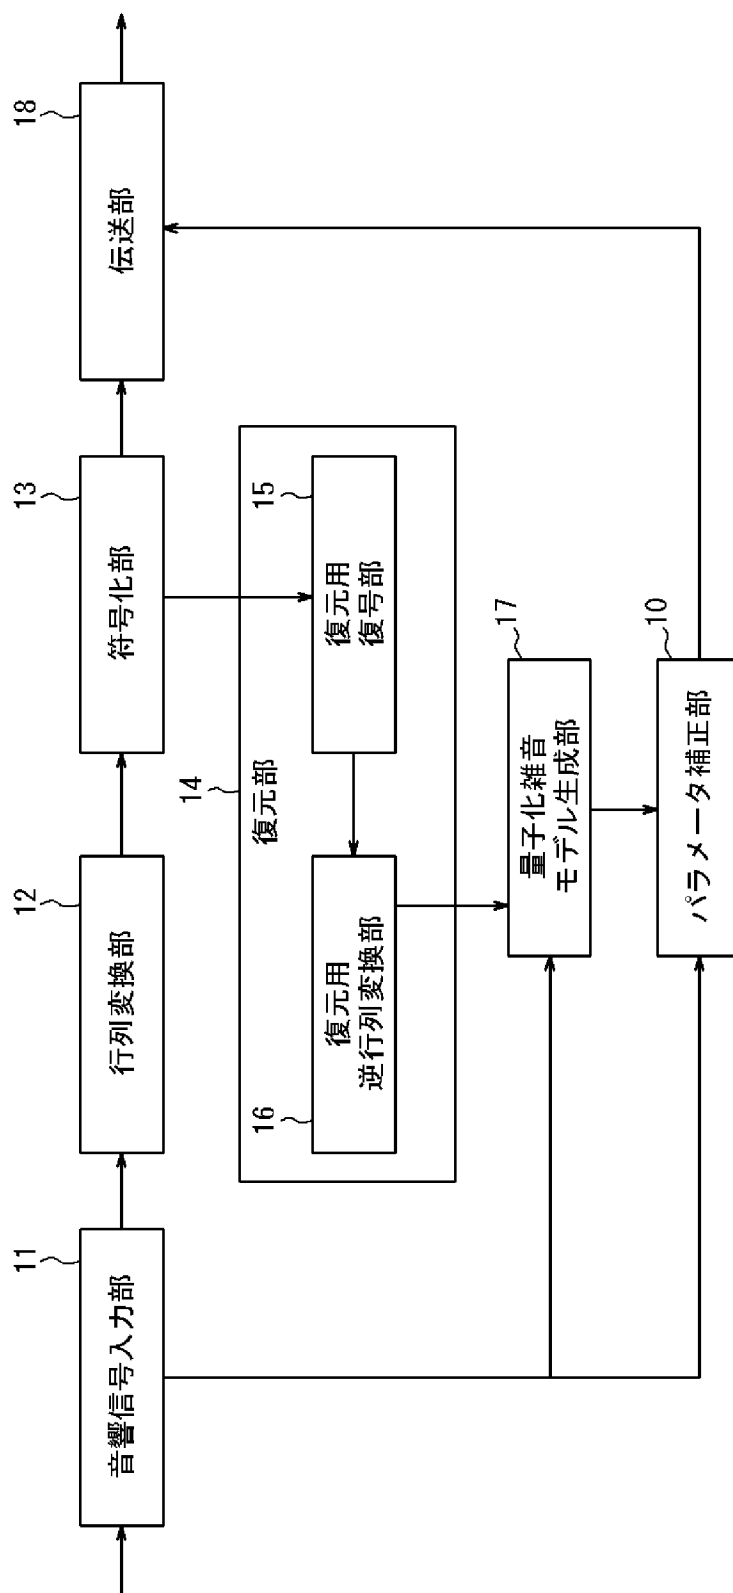 11
音響信号入力部
12
行列変換部
13
符号化部
18
伝送部
14
復元部
16
復元用
逆行列変換部
15
復元用
復号部
17
量子化雑音
モデル生成部
10
パラメータ補正部